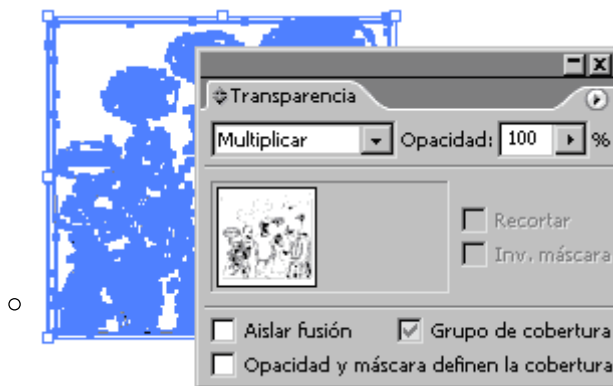 Transparencia
Multiplicar Opacidad: 100 %
Recortar
Inv. máscara
Aislar fusión Grupo de cobertura
Opacidad y máscara definen la cobertura